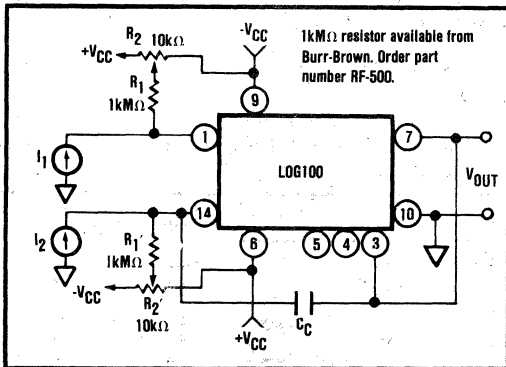 1kMΩ resistor available from
Burr-Brown. Order part
number RF-500.
R2 10kΩ
+VCC
-VCC
R1
1kMΩ
9
1
7
I1
LOG100
VOUT
14
10
I2
R1'
1kMΩ
6
5
4
3
-VCC
R2'
10kΩ
+VCC
CC